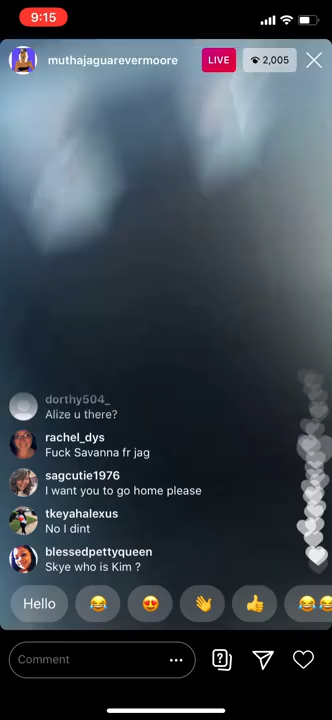 9:15
muthajaguarevermoore
LIVE
2,005
dorthy504_
Alize u there?
rachel_dys
Fuck Savanna fr jag
sagcutie1976
I want you to go home please
tkeyahalexus
No I dint
blessedpettyqueen
Skye who is Kim ?
Hello
Comment